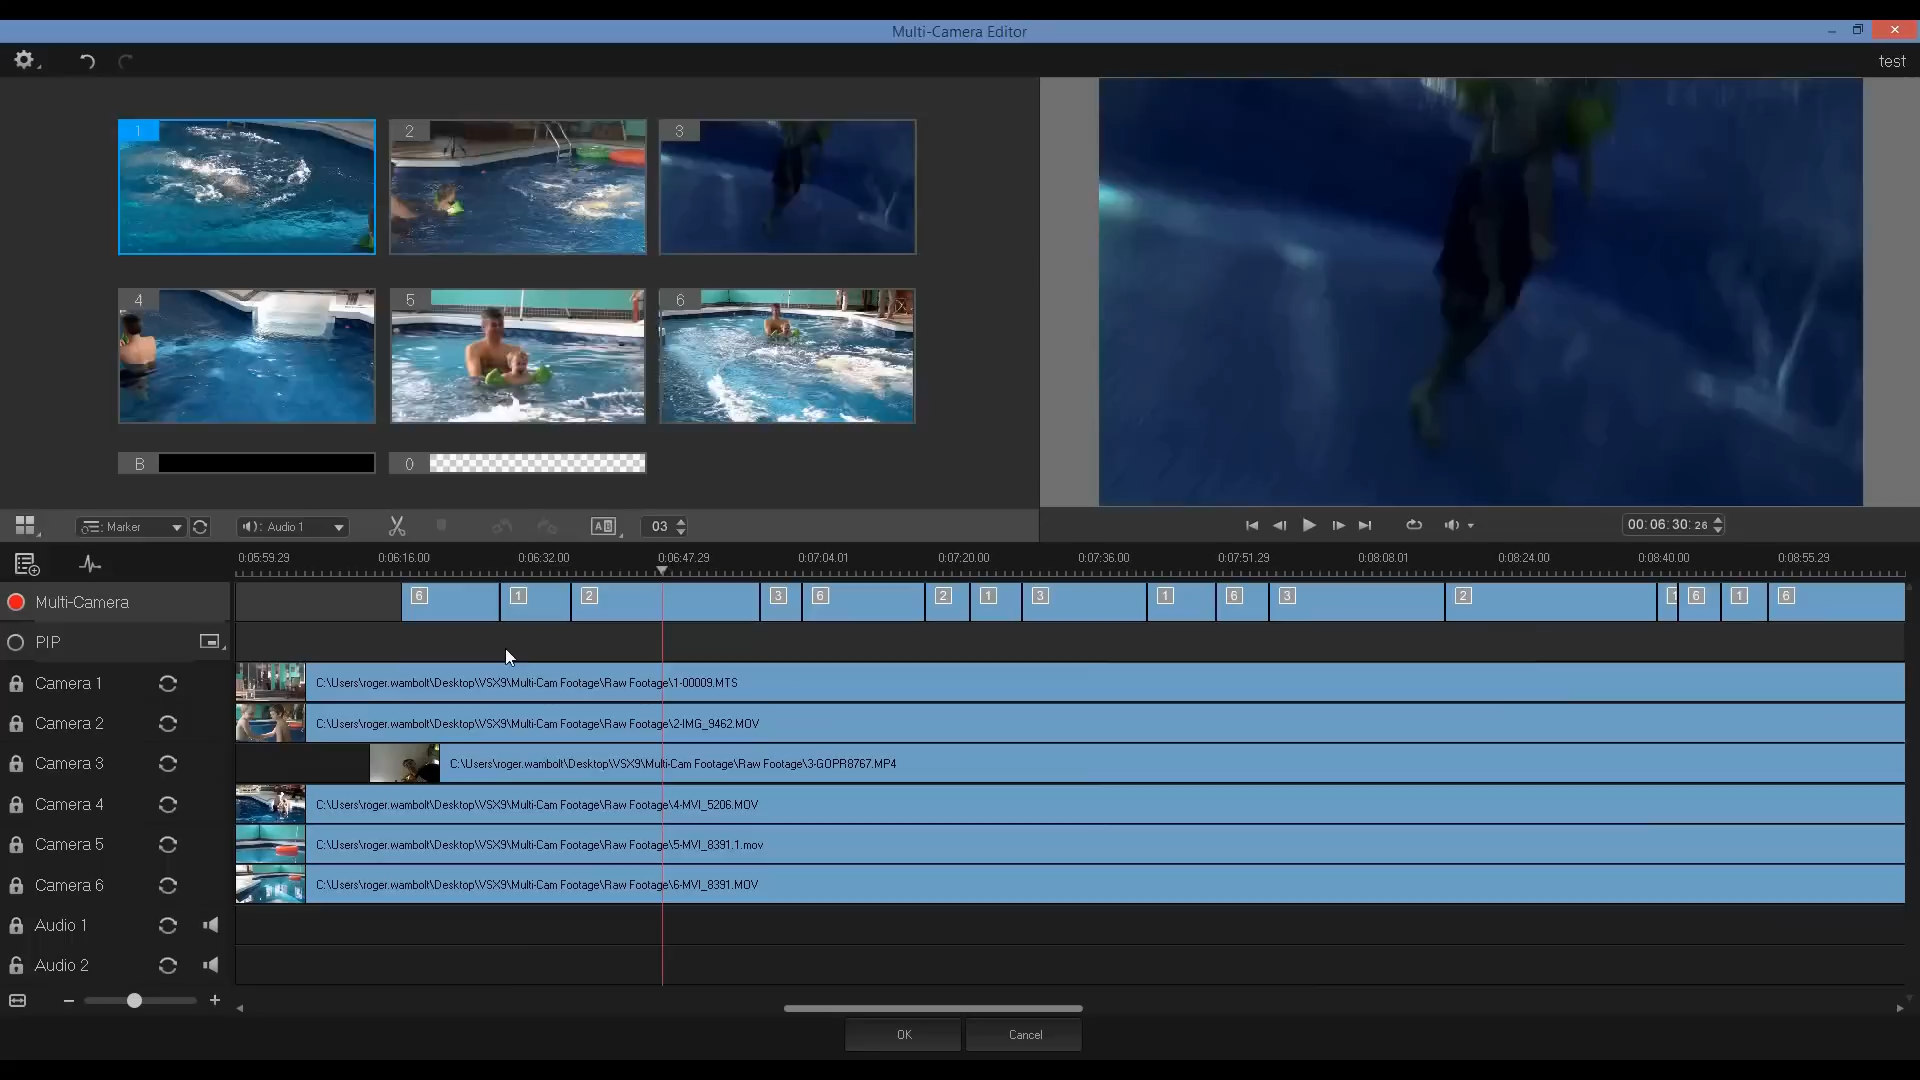 Multi-Camera Editor
test
1
2
3
4
5
6
B
0
Marker
Audio 1
AB
03
00:06:30:26
0:05:59.29 0:06:16.00 0:06:32.00 0:06:47.29 0:07:04.01 0:07:20.00 0:07:36.00 0:07:51.29 0:08:08.01 0:08:24.00 0:08:40.00 0:08:55.29
Multi-Camera
6 1 2 3 6 2 1 3 1 6 3 2 1 6 1 6
PIP
Camera 1
C:\Users\roger.wambolt\Desktop\VSX9\Multi-Cam Footage\Raw Footage\1-00009.MTS
Camera 2
C:\Users\roger.wambolt\Desktop\VSX9\Multi-Cam Footage\Raw Footage\2-IMG_9462.MOV
Camera 3
C:\Users\roger.wambolt\Desktop\VSX9\Multi-Cam Footage\Raw Footage\3-GOPR8767.MP4
Camera 4
C:\Users\roger.wambolt\Desktop\VSX9\Multi-Cam Footage\Raw Footage\4-MVI_5206.MOV
Camera 5
C:\Users\roger.wambolt\Desktop\VSX9\Multi-Cam Footage\Raw Footage\5-MVI_8391.1.mov
Camera 6
C:\Users\roger.wambolt\Desktop\VSX9\Multi-Cam Footage\Raw Footage\6-MVI_8391.MOV
Audio 1
Audio 2
OK
Cancel